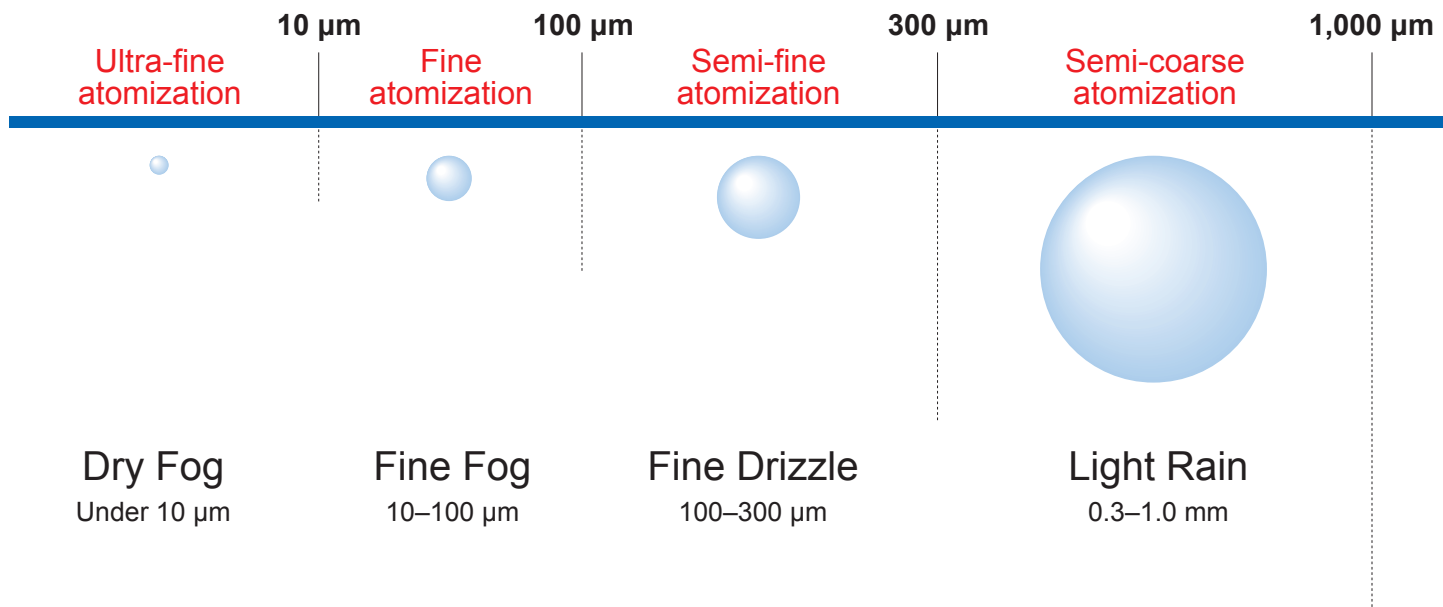 10 µm
100 µm
300 µm
1,000 µm
Ultra-fine
atomization
Fine
atomization
Semi-fine
atomization
Semi-coarse
atomization
Dry Fog
Under 10 µm
Fine Fog
10–100 µm
Fine Drizzle
100–300 µm
Light Rain
0.3–1.0 mm